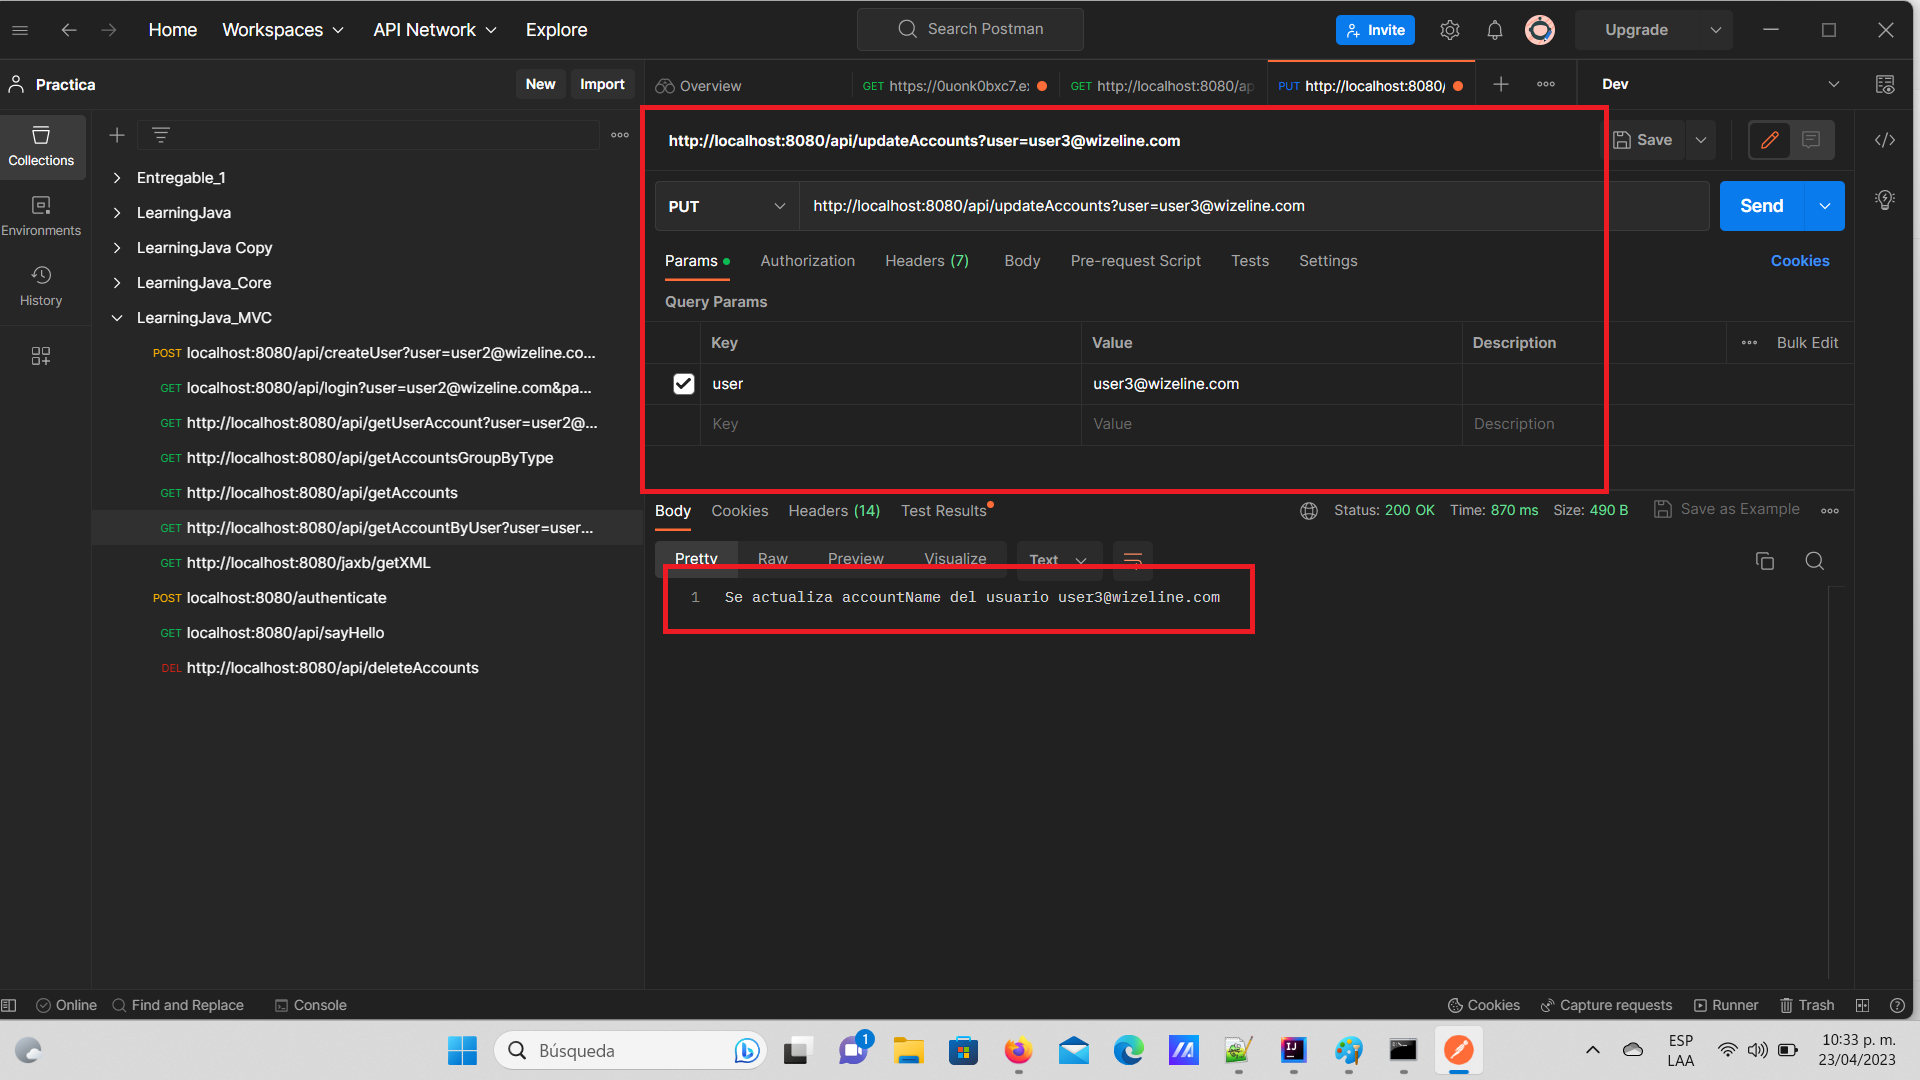 Home Workspaces API Network Explore Search Postman Invite Upgrade
Practica New Import Overview GET https://0uonk0bxc7.e: GET http://localhost:8080/ap PUT http://localhost:8080/ Dev
http://localhost:8080/api/updateAccounts?user=user3@wizeline.com Save
PUT http://localhost:8080/api/updateAccounts?user=user3@wizeline.com Send
Params Authorization Headers (7) Body Pre-request Script Tests Settings Cookies
Query Params
Key Value Description Bulk Edit
user user3@wizeline.com
Key Value Description
Collections
Environments
History
Entregable_1
LearningJava
LearningJava Copy
LearningJava_Core
LearningJava_MVC
POST localhost:8080/api/createUser?user=user2@wizeline.co...
GET localhost:8080/api/login?user=user2@wizeline.com&pa...
GET http://localhost:8080/api/getUserAccount?user=user2@...
GET http://localhost:8080/api/getAccountsGroupByType
GET http://localhost:8080/api/getAccounts
GET http://localhost:8080/api/getAccountByUser?user=user...
GET http://localhost:8080/jaxb/getXML
POST localhost:8080/authenticate
GET localhost:8080/api/sayHello
DEL http://localhost:8080/api/deleteAccounts
Body Cookies Headers (14) Test Results Status: 200 OK Time: 870 ms Size: 490 B Save as Example
Pretty Raw Preview Visualize Text
1 Se actualiza accountName del usuario user3@wizeline.com
Online Find and Replace Console Cookies Capture requests Runner Trash
Búsqueda 1 IJ ESP 10:33 p. m.
LAA 23/04/2023